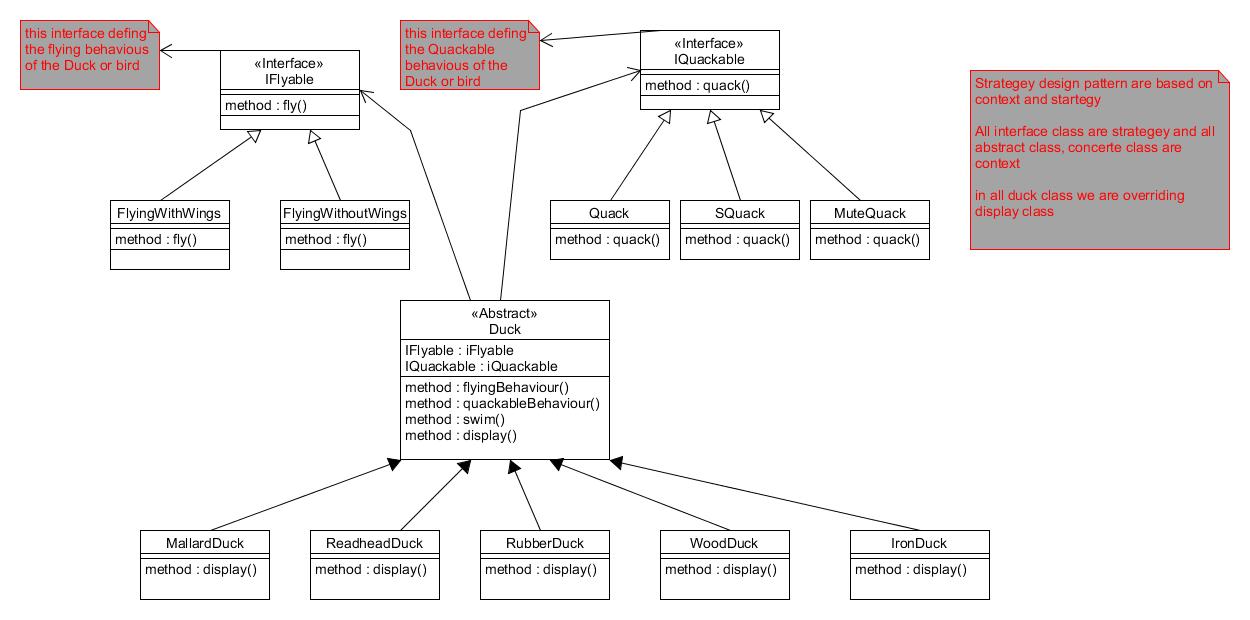 this interface defing
the flying behavious
of the Duck or bird
«Interface»
IFlyable
method : fly()
this interface defing
the Quackable
behavious of the
Duck or bird
«Interface»
IQuackable
method : quack()
Strategey design pattern are based on
context and startegy
All interface class are strategey and all
abstract class, concerte class are
context
in all duck class we are overriding
display class
FlyingWithWings
method : fly()
FlyingWithoutWings
method : fly()
Quack
method : quack()
SQuack
method : quack()
MuteQuack
method : quack()
«Abstract»
Duck
IFlyable : iFlyable
IQuackable : iQuackable
method : flyingBehaviour()
method : quackableBehaviour()
method : swim()
method : display()
MallardDuck
method : display()
ReadheadDuck
method : display()
RubberDuck
method : display()
WoodDuck
method : display()
IronDuck
method : display()